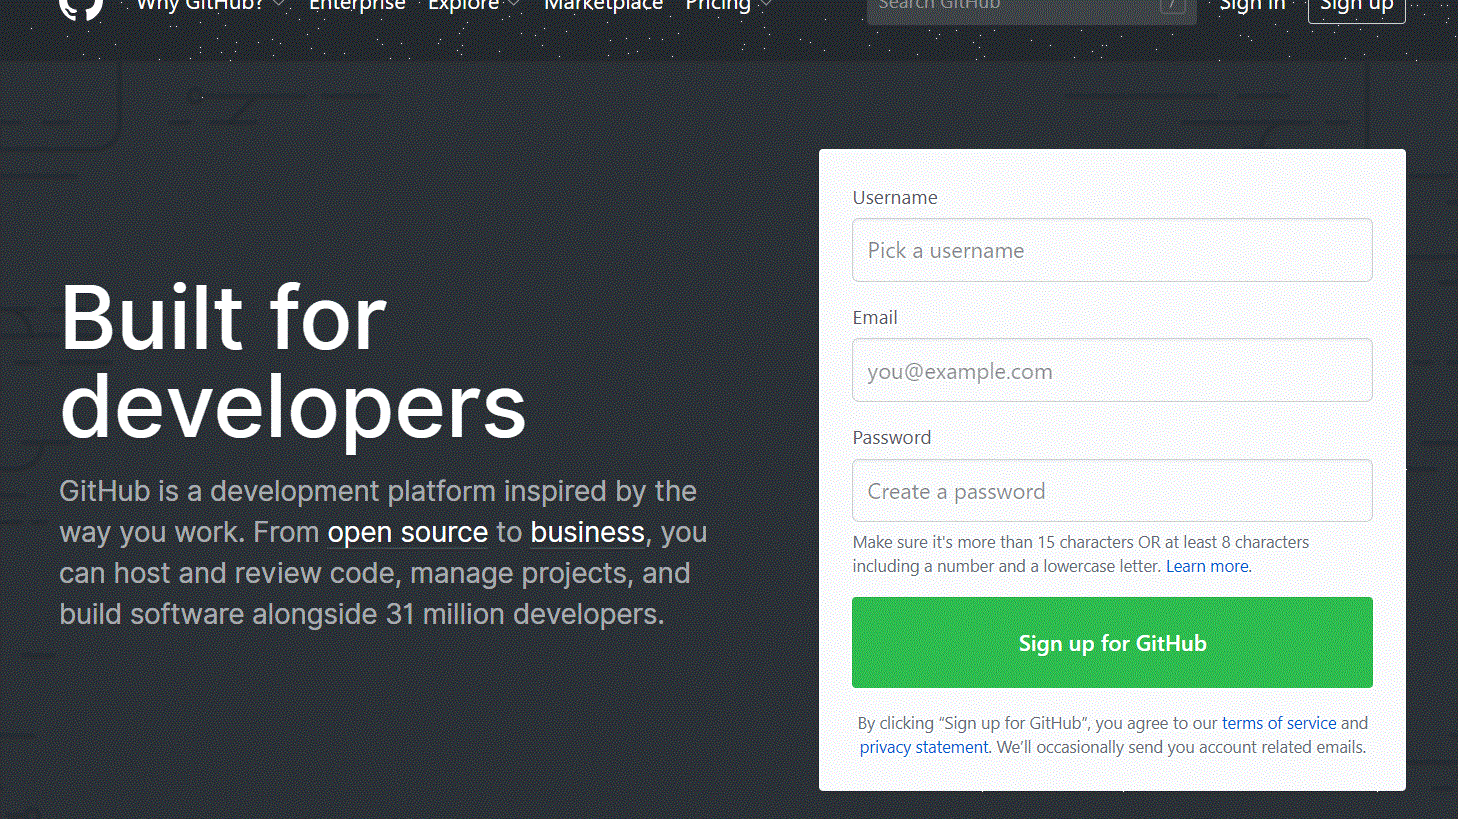 Why GitHub? Enterprise Explore Marketplace Pricing Search GitHub / Sign in Sign up
Built for
developers
GitHub is a development platform inspired by the
way you work. From open source to business, you
can host and review code, manage projects, and
build software alongside 31 million developers.
Username
Pick a username
Email
you@example.com
Password
Create a password
Make sure it's more than 15 characters OR at least 8 characters
including a number and a lowercase letter. Learn more.
Sign up for GitHub
By clicking “Sign up for GitHub”, you agree to our terms of service and
privacy statement. We’ll occasionally send you account related emails.